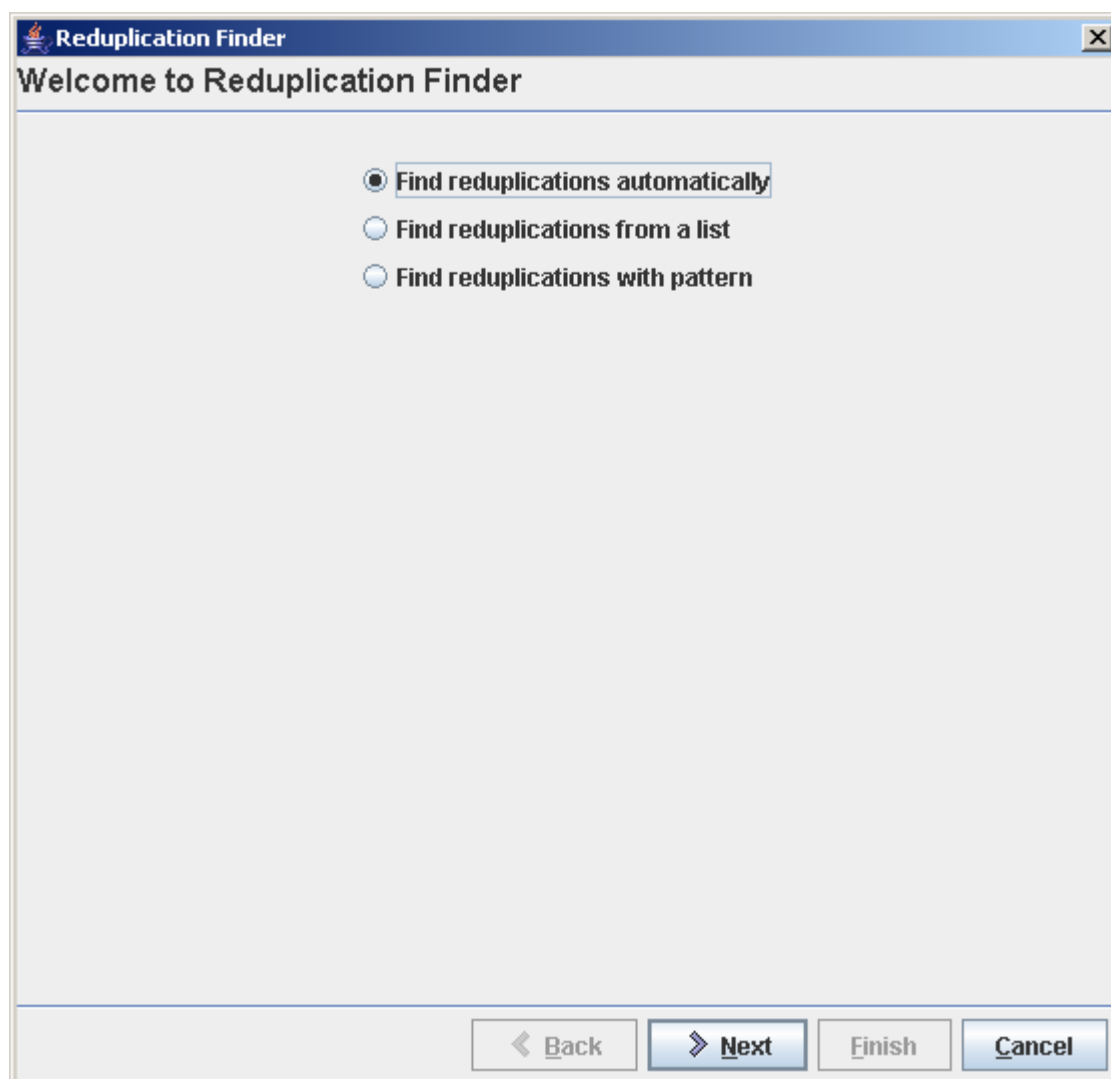 Reduplication Finder
Welcome to Reduplication Finder
Find reduplications automatically
Find reduplications from a list
Find reduplications with pattern
Back Next Finish Cancel